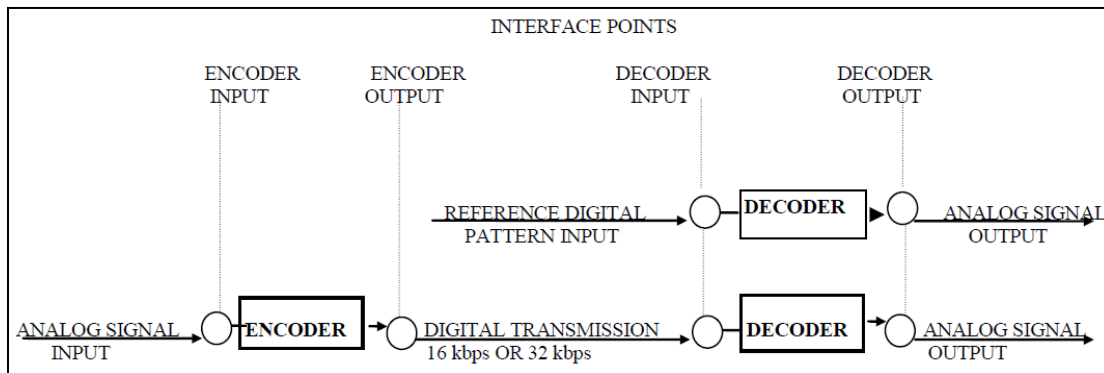 INTERFACE POINTS
ENCODER INPUT
ENCODER OUTPUT
DECODER INPUT
DECODER OUTPUT
REFERENCE DIGITAL
PATTERN INPUT
DECODER
ANALOG SIGNAL
OUTPUT
ANALOG SIGNAL
INPUT
ENCODER
DIGITAL TRANSMISSION
16 kbps OR 32 kbps
DECODER
ANALOG SIGNAL
OUTPUT